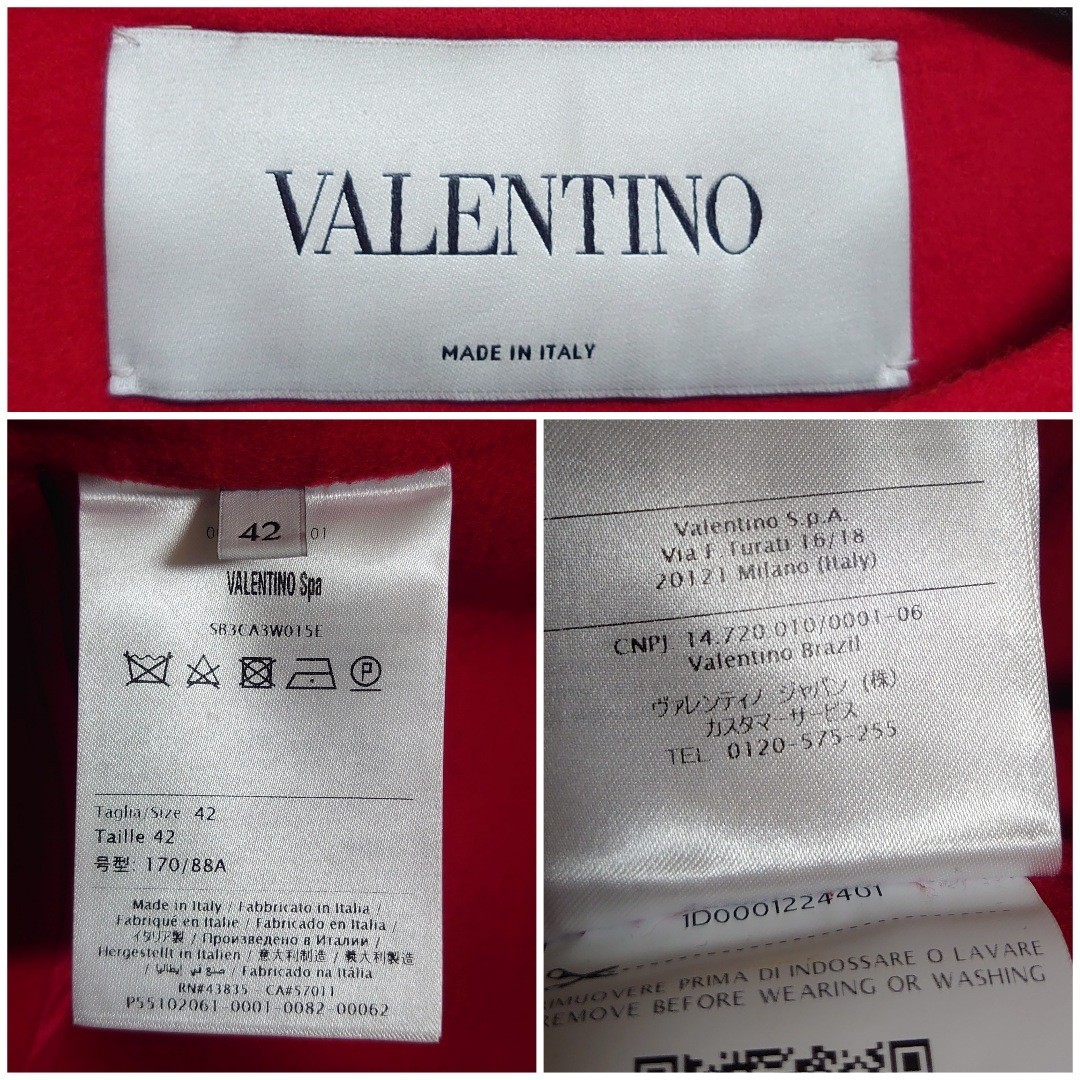 VALENTINO
MADE IN ITALY
0 42 01
VALENTINO Spa
SB3CA3W015E
P
Taglia/Size 42
Taille 42
号型: 170/88A
Made in Italy / Fabbricato in Italia /
Fabriqué en Italie / Fabricado en Italia /
イタリア製 / Произведено в Италии /
Hergestellt in Italien / 意大利制造 / 義大利製造
/ صنع في إيطاليا / Fabricado na Itália
RN#43835 - CA#57011
P55102061-0001-0082-00062
Valentino S.p.A.
Via F. Turati 16/18
20121 Milano (Italy)
CNPJ 14.720.010/0001-06
Valentino Brazil
ヴァレンティノ ジャパン (株)
カスタマーサービス
TEL 0120-575-255
1D0001224401
RIMUOVERE PRIMA DI INDOSSARE O LAVARE
REMOVE BEFORE WEARING OR WASHING